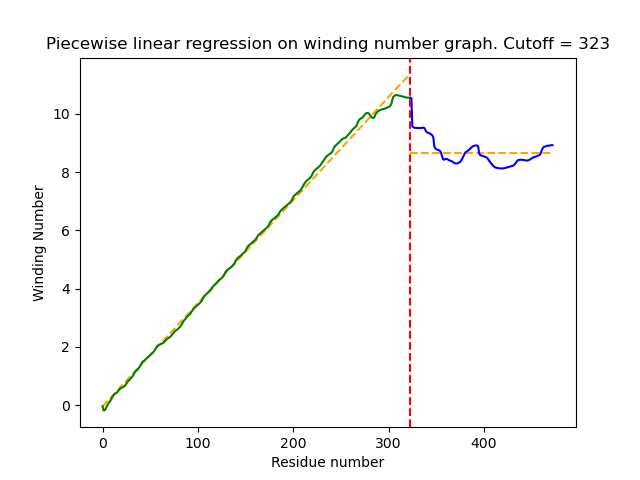 Piecewise linear regression on winding number graph. Cutoff = 323
Winding Number
10
8
6
4
2
0
0 100 200 300 400
Residue number